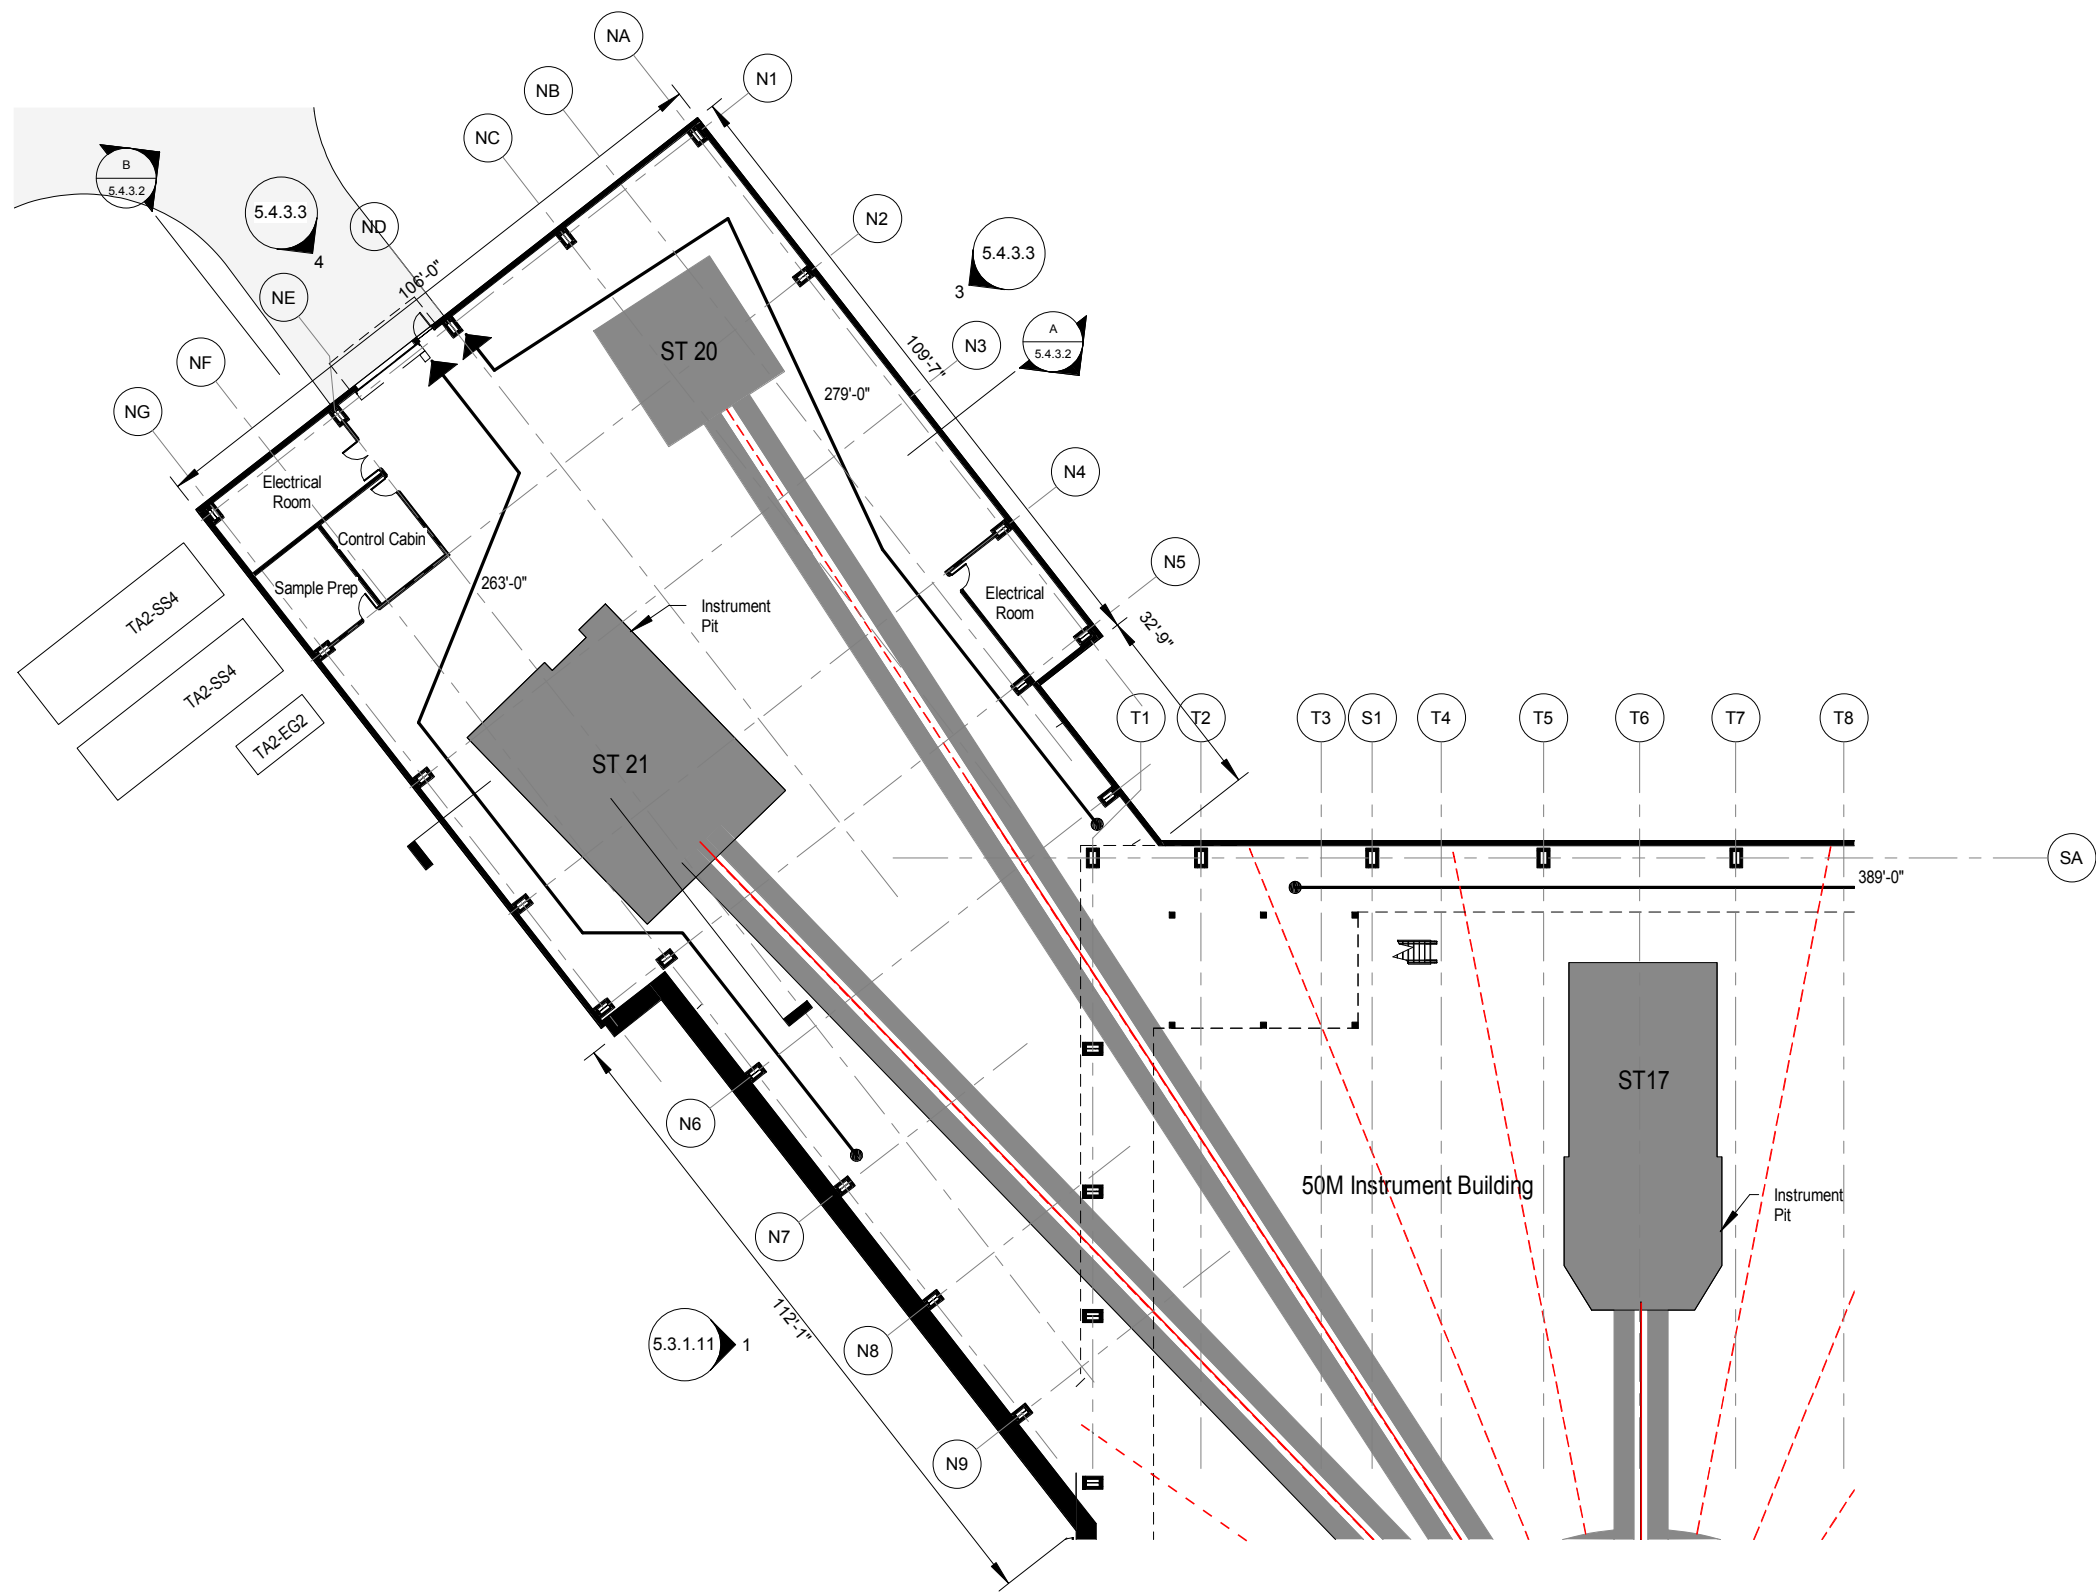 NA
N1
NB
NC
B
5.4.3.2
5.4.3.3
4
ND
N2
5.4.3.3
3
106'-0"
NE
A
5.4.3.2
N3
109'-7"
ST 20
NF
279'-0"
NG
N4
Electrical
Room
Control Cabin
N5
Sample Prep
263'-0"
Electrical
Room
TA2-SS4
Instrument
Pit
32'-9"
TA2-SS4
TA2-EG2
T1
T2
T3
S1
T4
T5
T6
T7
T8
ST 21
SA
389'-0"
ST17
N6
50M Instrument Building
Instrument
Pit
N7
112'-1"
5.3.1.11
1
N8
N9